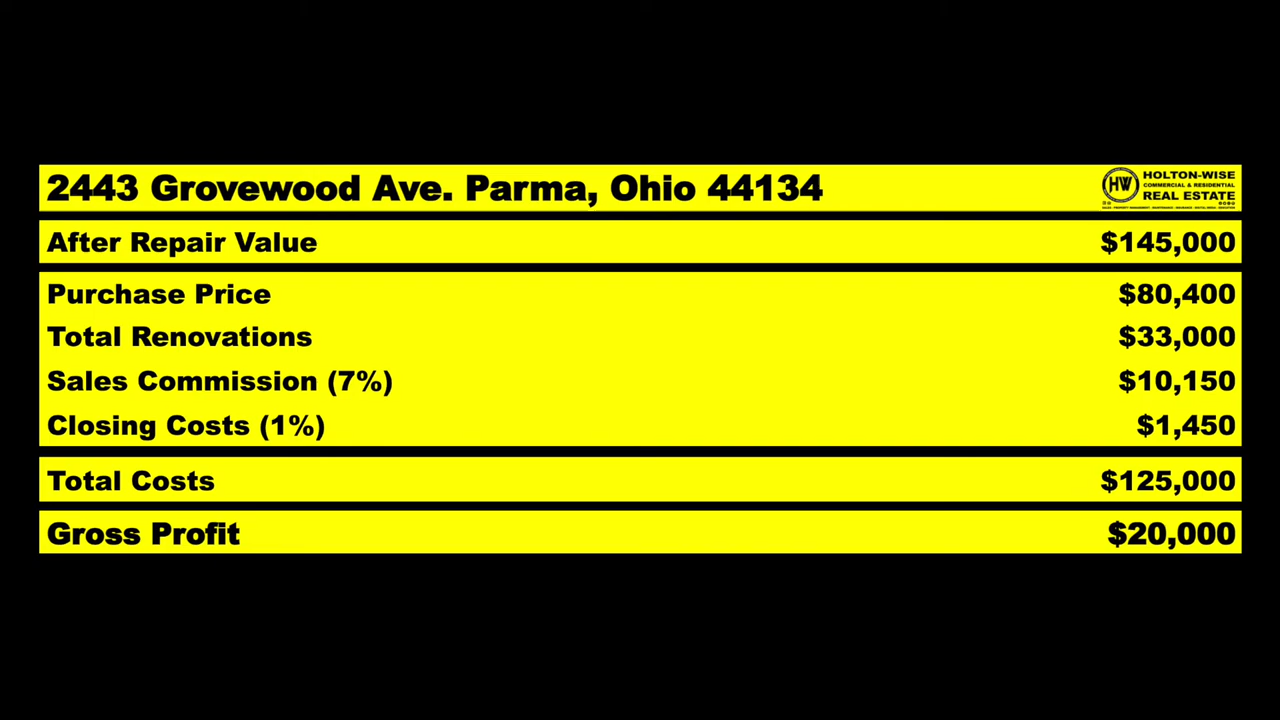 2443 Grovewood Ave. Parma, Ohio 44134
HOLTON-WISE
COMMERCIAL & RESIDENTIAL
REAL ESTATE
HW
After Repair Value $145,000
Purchase Price $80,400
Total Renovations $33,000
Sales Commission (7%) $10,150
Closing Costs (1%) $1,450
Total Costs $125,000
Gross Profit $20,000